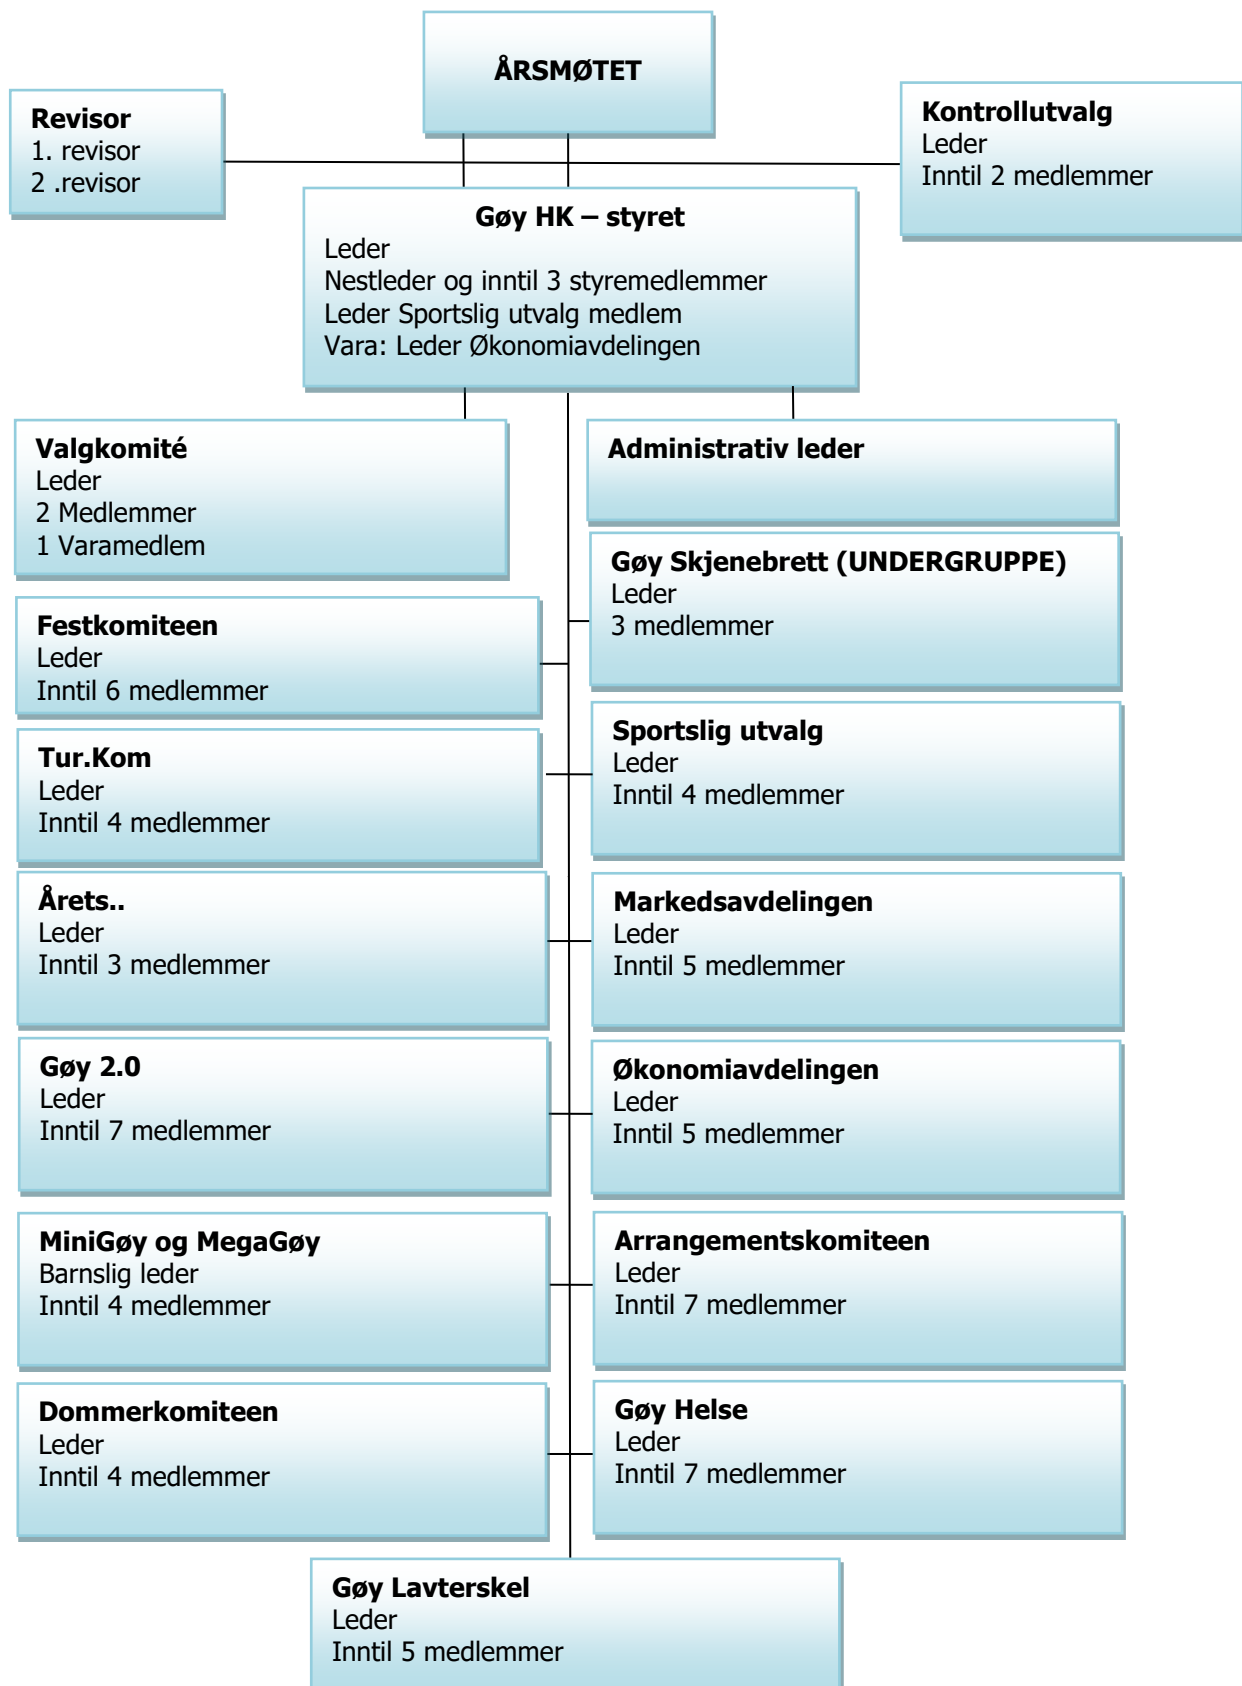 ÅRSMØTET
Revisor
1. revisor
2 .revisor
Kontrollutvalg
Leder
Inntil 2 medlemmer
Gøy HK – styret
Leder
Nestleder og inntil 3 styremedlemmer
Leder Sportslig utvalg medlem
Vara: Leder Økonomiavdelingen
Valgkomité
Leder
2 Medlemmer
1 Varamedlem
Administrativ leder
Gøy Skjenebrett (UNDERGRUPPE)
Leder
3 medlemmer
Festkomiteen
Leder
Inntil 6 medlemmer
Sportslig utvalg
Leder
Inntil 4 medlemmer
Tur.Kom
Leder
Inntil 4 medlemmer
Årets..
Leder
Inntil 3 medlemmer
Markedsavdelingen
Leder
Inntil 5 medlemmer
Gøy 2.0
Leder
Inntil 7 medlemmer
Økonomiavdelingen
Leder
Inntil 5 medlemmer
MiniGøy og MegaGøy
Barnslig leder
Inntil 4 medlemmer
Arrangementskomiteen
Leder
Inntil 7 medlemmer
Dommerkomiteen
Leder
Inntil 4 medlemmer
Gøy Helse
Leder
Inntil 7 medlemmer
Gøy Lavterskel
Leder
Inntil 5 medlemmer